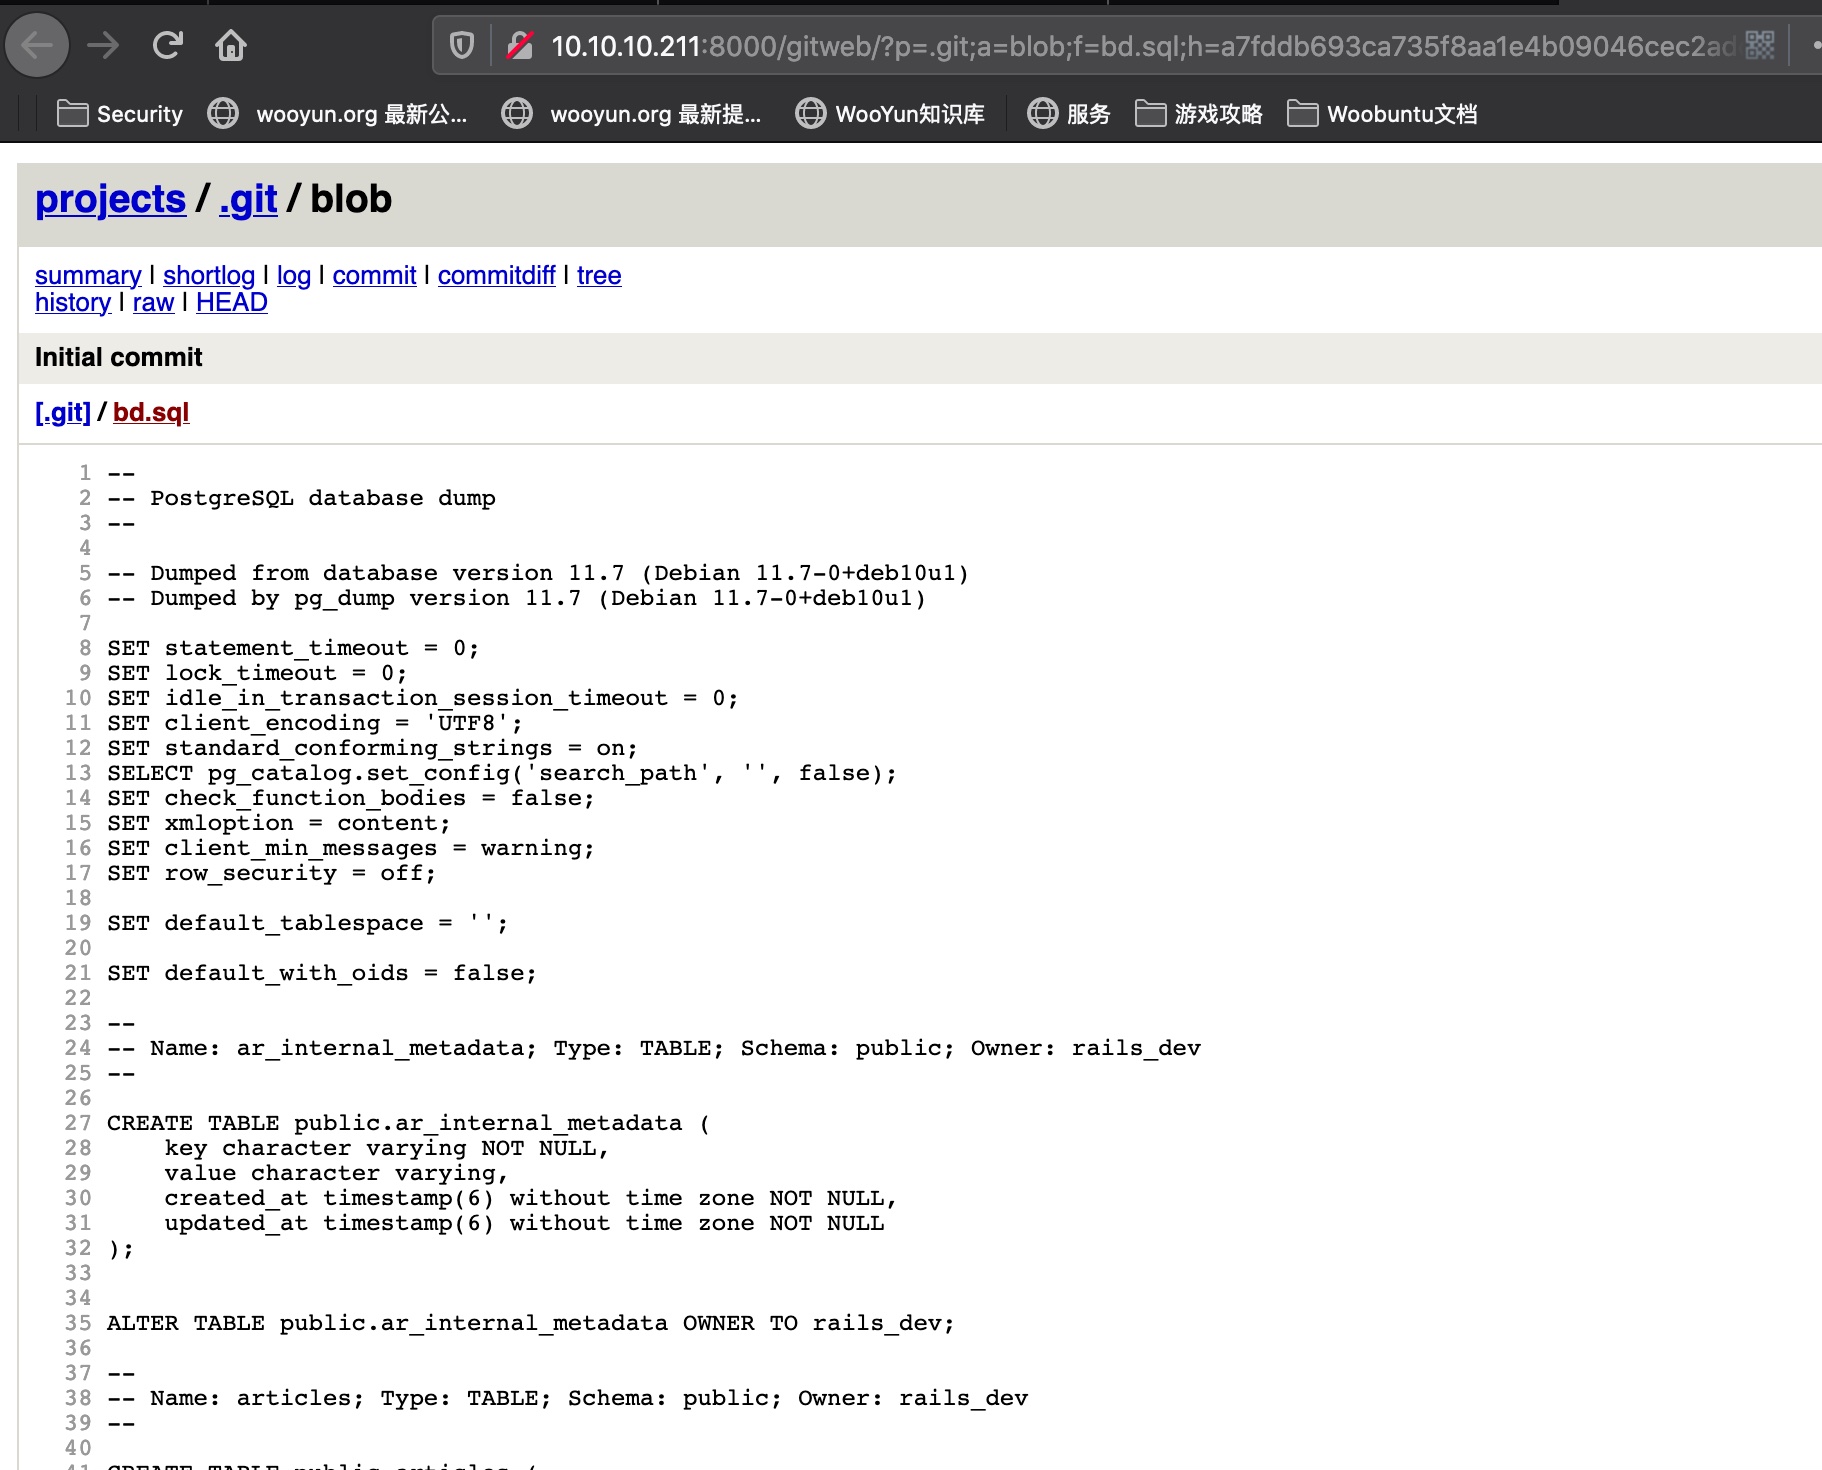 10.10.10.211:8000/gitweb/?p=.git;a=blob;f=bd.sql;h=a7fddb693ca735f8aa1e4b09046cec2ad
Security wooyun.org 最新公... wooyun.org 最新提... WooYun知识库 服务 游戏攻略 Woobuntu文档
projects / .git / blob
summary | shortlog | log | commit | commitdiff | tree
history | raw | HEAD
Initial commit
[.git] / bd.sql
1 --
2 -- PostgreSQL database dump
3 --
4
5 -- Dumped from database version 11.7 (Debian 11.7-0+deb10u1)
6 -- Dumped by pg_dump version 11.7 (Debian 11.7-0+deb10u1)
7
8 SET statement_timeout = 0;
9 SET lock_timeout = 0;
10 SET idle_in_transaction_session_timeout = 0;
11 SET client_encoding = 'UTF8';
12 SET standard_conforming_strings = on;
13 SELECT pg_catalog.set_config('search_path', '', false);
14 SET check_function_bodies = false;
15 SET xmloption = content;
16 SET client_min_messages = warning;
17 SET row_security = off;
18
19 SET default_tablespace = '';
20
21 SET default_with_oids = false;
22
23 --
24 -- Name: ar_internal_metadata; Type: TABLE; Schema: public; Owner: rails_dev
25 --
26
27 CREATE TABLE public.ar_internal_metadata (
28     key character varying NOT NULL,
29     value character varying,
30     created_at timestamp(6) without time zone NOT NULL,
31     updated_at timestamp(6) without time zone NOT NULL
32 );
33
34
35 ALTER TABLE public.ar_internal_metadata OWNER TO rails_dev;
36
37 --
38 -- Name: articles; Type: TABLE; Schema: public; Owner: rails_dev
39 --
40
41 CREATE TABLE public.articles (